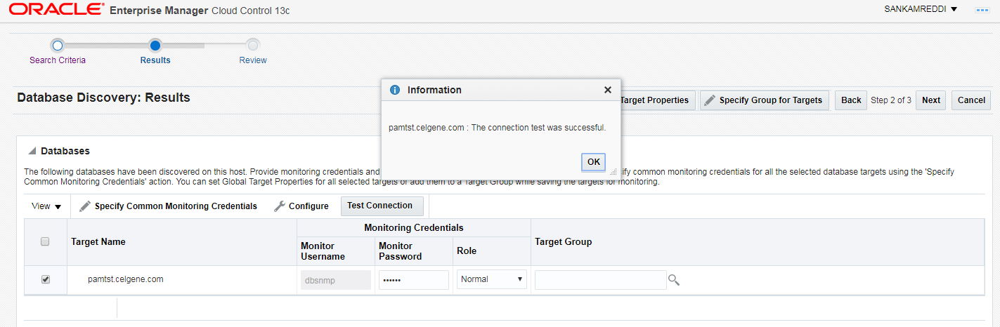 ORACLE Enterprise Manager Cloud Control 13c
SANKAMREDDI
Search Criteria
Results
Review
Database Discovery: Results
Target Properties
Specify Group for Targets
Back
Step 2 of 3
Next
Cancel
Information
pamtst.celgene.com : The connection test was successful.
OK
Databases
The following databases have been discovered on this host. Provide monitoring credentials and
ify common monitoring credentials for all the selected database targets using the 'Specify
Common Monitoring Credentials' action. You can set Global Target Properties for all selected targets or add them to a Target Group while saving the targets for monitoring.
View
Specify Common Monitoring Credentials
Configure
Test Connection
Target Name
Monitoring Credentials
Monitor
Username
Monitor
Password
Role
Target Group
pamtst.celgene.com
dbsnmp
••••••
Normal